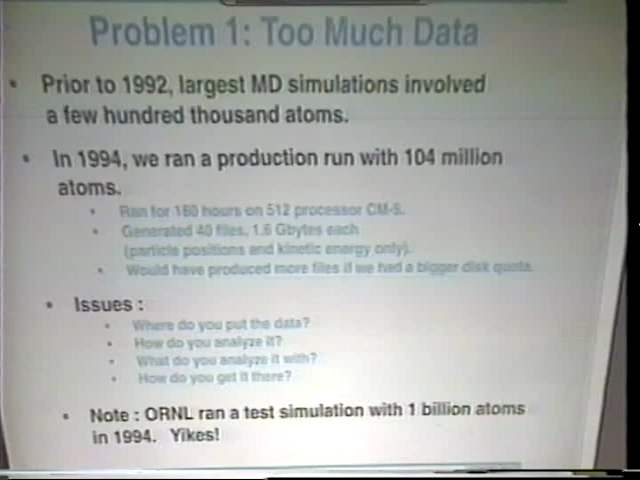 Problem 1: Too Much Data
• Prior to 1992, largest MD simulations involved
a few hundred thousand atoms.
• In 1994, we ran a production run with 104 million
atoms.
• Ran for 180 hours on 512 processor CM-5.
• Generated 40 files, 1.6 Gbytes each
(particle positions and kinetic energy only).
• Would have produced more files if we had a bigger disk quota.
• Issues :
• Where do you put the data?
• How do you analyze it?
• What do you analyze it with?
• How do you get it there?
• Note : ORNL ran a test simulation with 1 billion atoms
in 1994. Yikes!